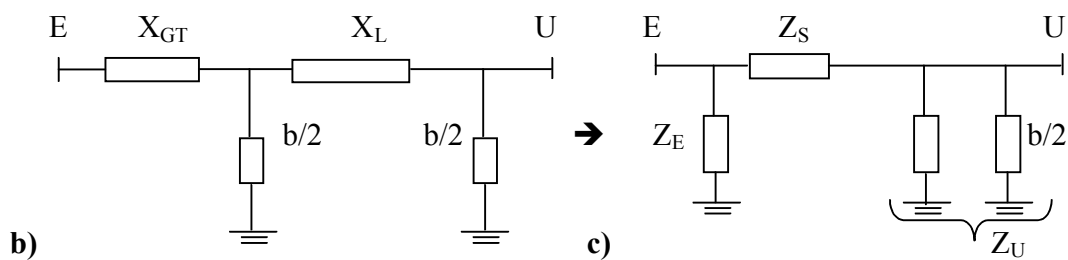 E X_GT X_L U E Z_S U
b/2 b/2 ➔ Z_E b/2
b) c) Z_U